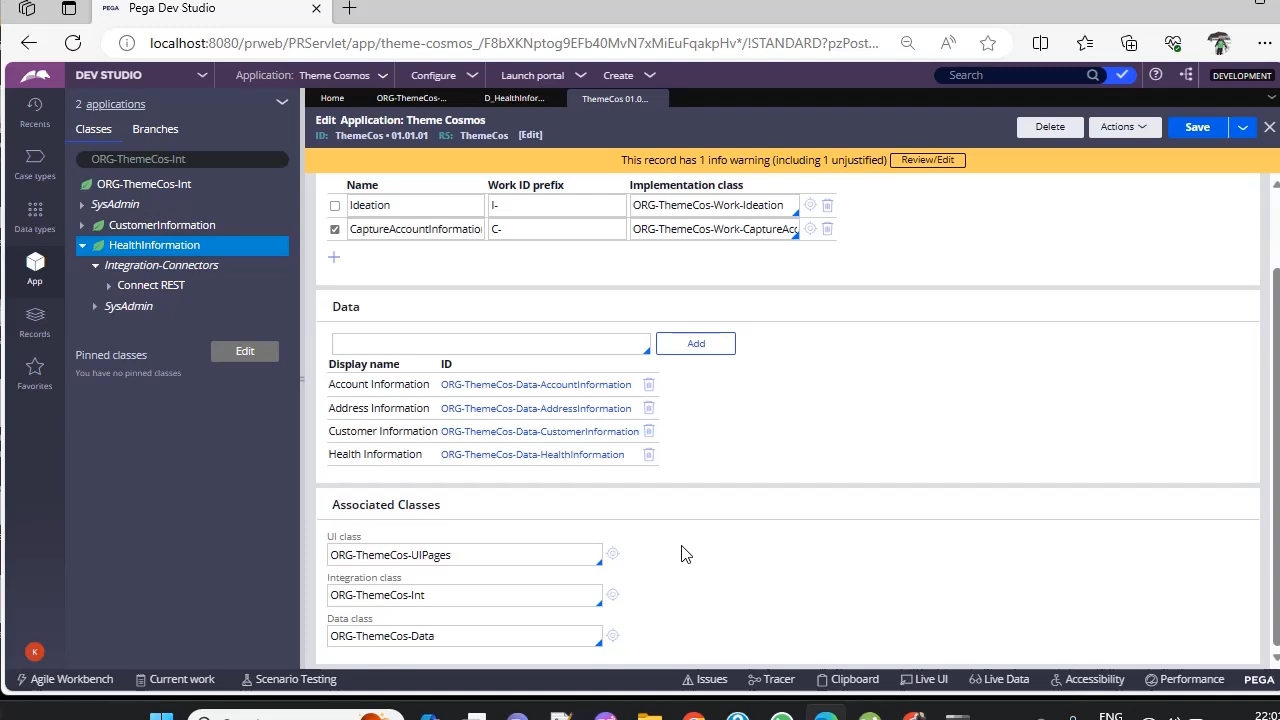 PEGA Pega Dev Studio
localhost:8080/prweb/PRServlet/app/theme-cosmos_/F8bXKNptog9EFb40MvN7xMiEuFqakpHv*/!STANDARD?pzPost...
DEV STUDIO
Application: Theme Cosmos
Configure
Launch portal
Create
Search
DEVELOPMENT
Recents
Case types
Data types
App
Records
Favorites
K
2 applications
Classes Branches
ORG-ThemeCos-Int
ORG-ThemeCos-Int
SysAdmin
CustomerInformation
HealthInformation
Integration-Connectors
Connect REST
SysAdmin
Pinned classes Edit
You have no pinned classes
Home ORG-ThemeCos-... D_HealthInfor... ThemeCos 01.0...
Edit Application: Theme Cosmos
ID: ThemeCos • 01.01.01 RS: ThemeCos [Edit]
Delete Actions Save
This record has 1 info warning (including 1 unjustified) Review/Edit
Name Work ID prefix Implementation class
Ideation I- ORG-ThemeCos-Work-Ideation
CaptureAccountInformatio C- ORG-ThemeCos-Work-CaptureAcc
Data
Add
Display name ID
Account Information ORG-ThemeCos-Data-AccountInformation
Address Information ORG-ThemeCos-Data-AddressInformation
Customer Information ORG-ThemeCos-Data-CustomerInformation
Health Information ORG-ThemeCos-Data-HealthInformation
Associated Classes
UI class
ORG-ThemeCos-UIPages
Integration class
ORG-ThemeCos-Int
Data class
ORG-ThemeCos-Data
Agile Workbench Current work Scenario Testing Issues Tracer Clipboard Live UI Live Data Accessibility Performance PEGA
ENG